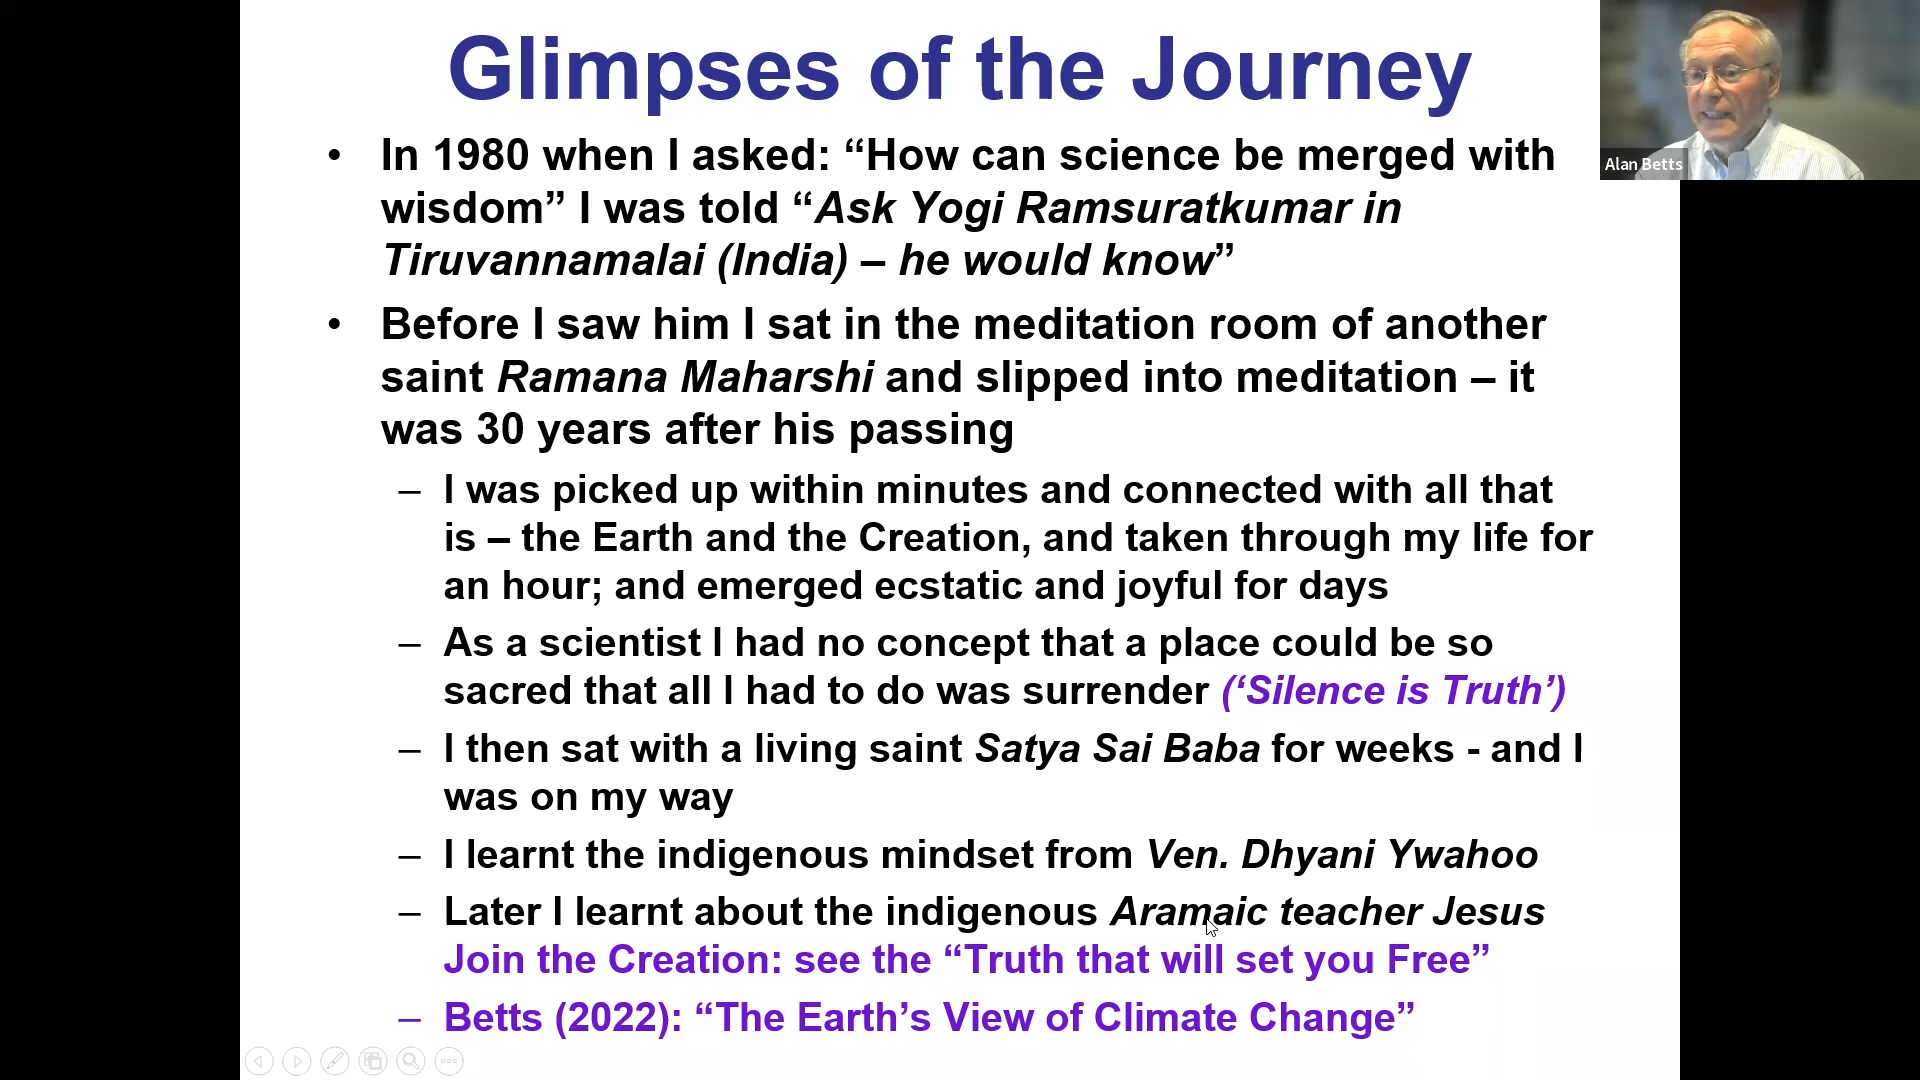 Glimpses of the Journey
• In 1980 when I asked: “How can science be merged with
wisdom” I was told “Ask Yogi Ramsuratkumar in
Tiruvannamalai (India) – he would know”
• Before I saw him I sat in the meditation room of another
saint Ramana Maharshi and slipped into meditation – it
was 30 years after his passing
– I was picked up within minutes and connected with all that
is – the Earth and the Creation, and taken through my life for
an hour; and emerged ecstatic and joyful for days
– As a scientist I had no concept that a place could be so
sacred that all I had to do was surrender (‘Silence is Truth’)
– I then sat with a living saint Satya Sai Baba for weeks - and I
was on my way
– I learnt the indigenous mindset from Ven. Dhyani Ywahoo
– Later I learnt about the indigenous Aramaic teacher Jesus
Join the Creation: see the “Truth that will set you Free”
– Betts (2022): “The Earth’s View of Climate Change”
Alan Betts